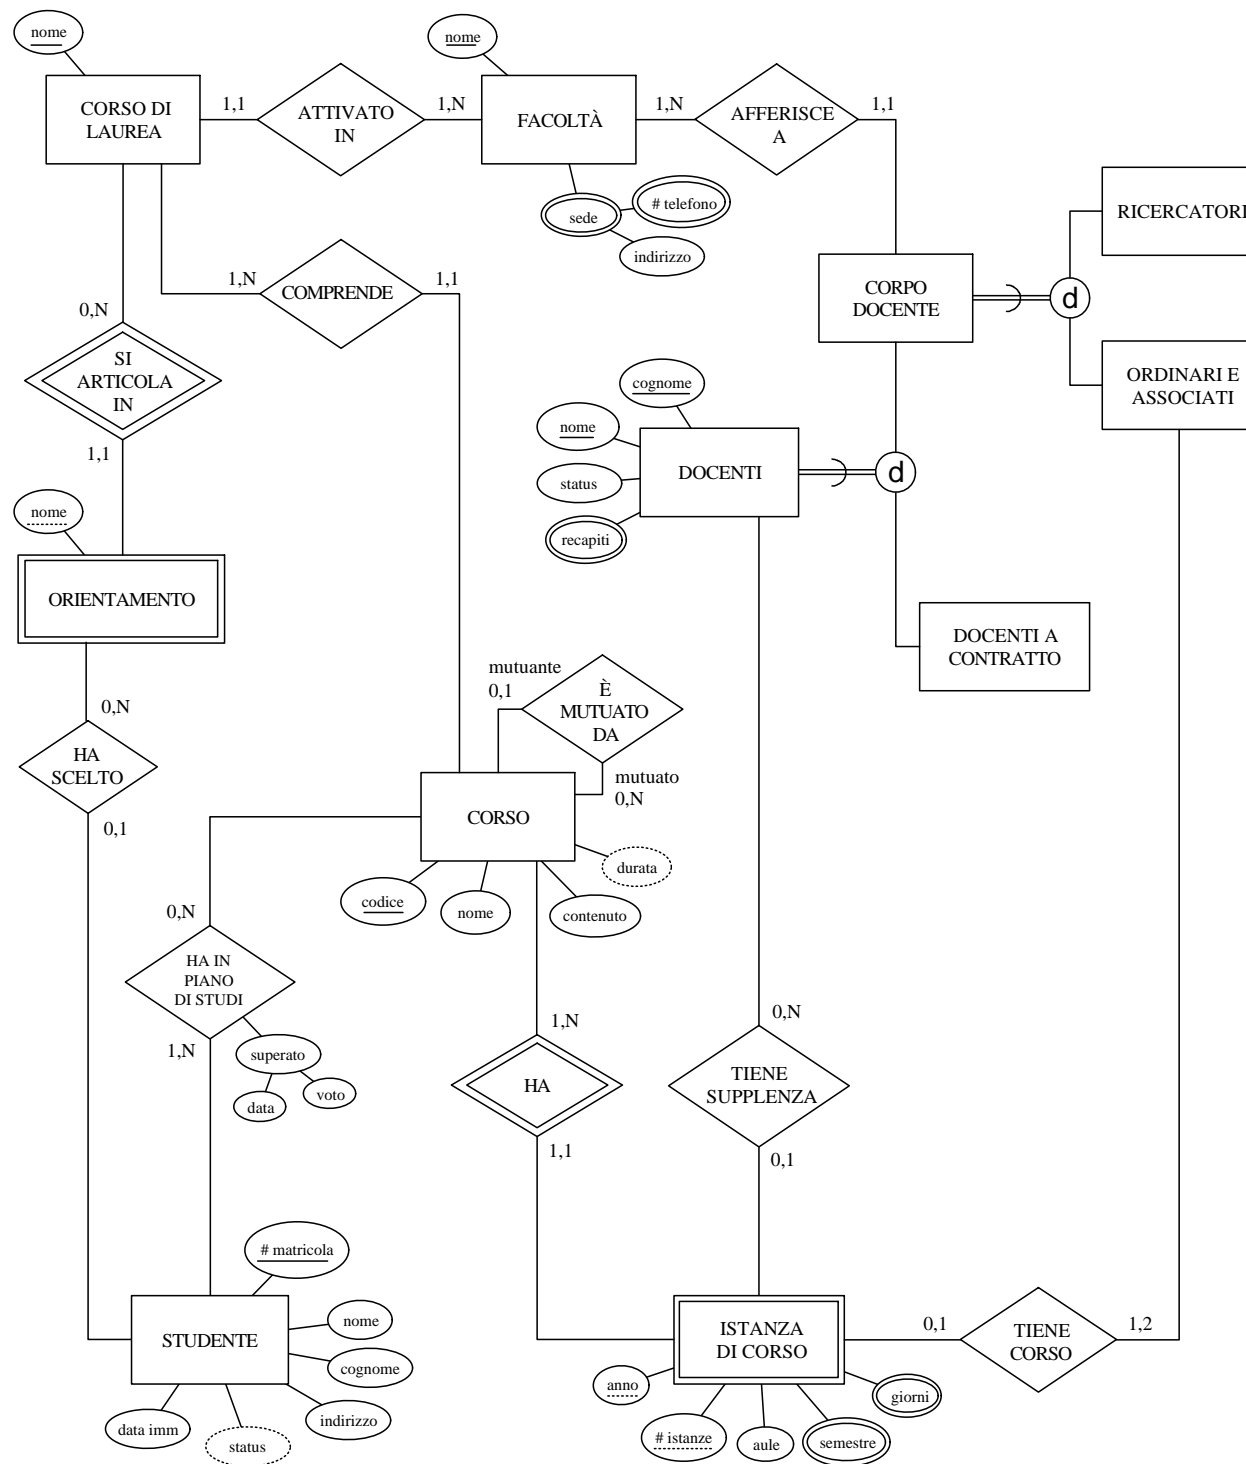 nome
nome
CORSO DI
LAUREA
1,1
ATTIVATO
IN
1,N
FACOLTÀ
1,N
AFFERISCE
A
1,1
sede
# telefono
indirizzo
RICERCATORI
1,N
COMPRENDE
1,1
CORPO
DOCENTE
d
0,N
SI
ARTICOLA
IN
1,1
ORDINARI E
ASSOCIATI
cognome
nome
status
recapiti
DOCENTI
d
nome
ORIENTAMENTO
DOCENTI A
CONTRATTO
mutuante
0,1
È
MUTUATO
DA
mutuato
0,N
0,N
HA
SCELTO
0,1
CORSO
durata
codice
nome
contenuto
0,N
HA IN
PIANO
DI STUDI
1,N
superato
data
voto
1,N
HA
1,1
0,N
TIENE
SUPPLENZA
0,1
# matricola
STUDENTE
nome
cognome
indirizzo
data imm
status
ISTANZA
DI CORSO
0,1
TIENE
CORSO
1,2
anno
# istanze
aule
semestre
giorni